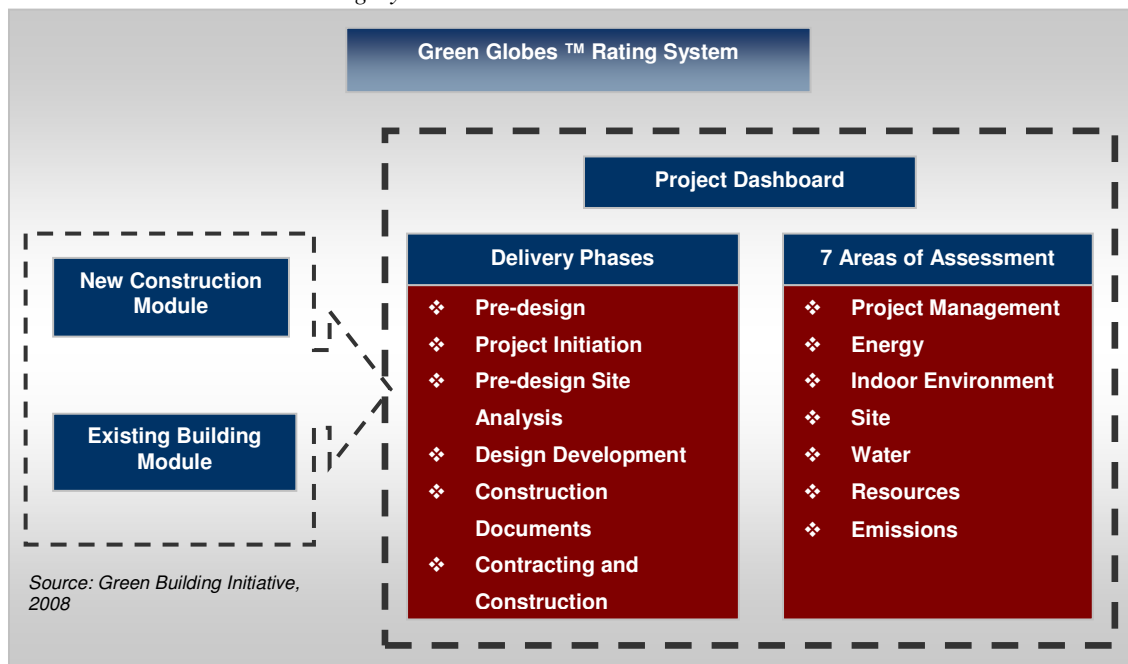 Green Globes ™ Rating System
Project Dashboard
New Construction
Module
Existing Building
Module
Source: Green Building Initiative,
2008
Delivery Phases
❖ Pre-design
❖ Project Initiation
❖ Pre-design Site
Analysis
❖ Design Development
❖ Construction
Documents
❖ Contracting and
Construction
7 Areas of Assessment
❖ Project Management
❖ Energy
❖ Indoor Environment
❖ Site
❖ Water
❖ Resources
❖ Emissions